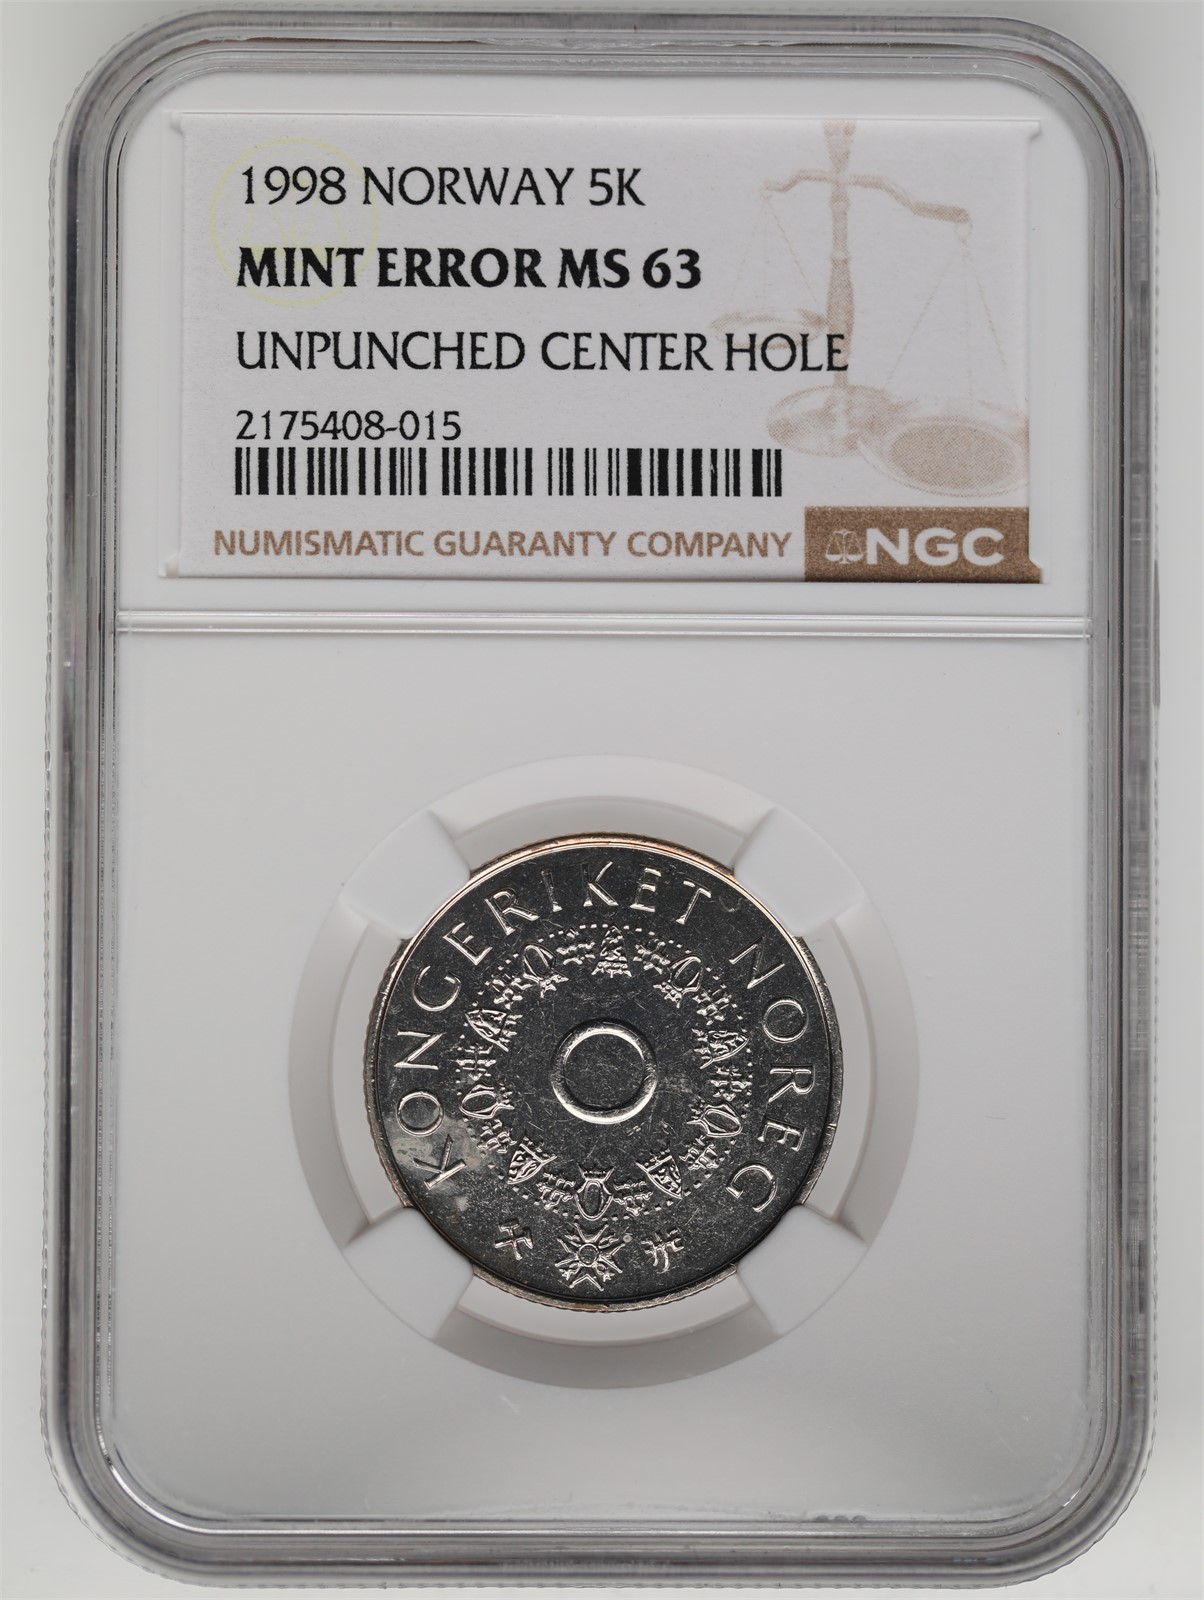 1998 NORWAY 5K
MINT ERROR MS 63
UNPUNCHED CENTER HOLE
2175408-015
NUMISMATIC GUARANTY COMPANY
NGC
KONGERIKET NOREG